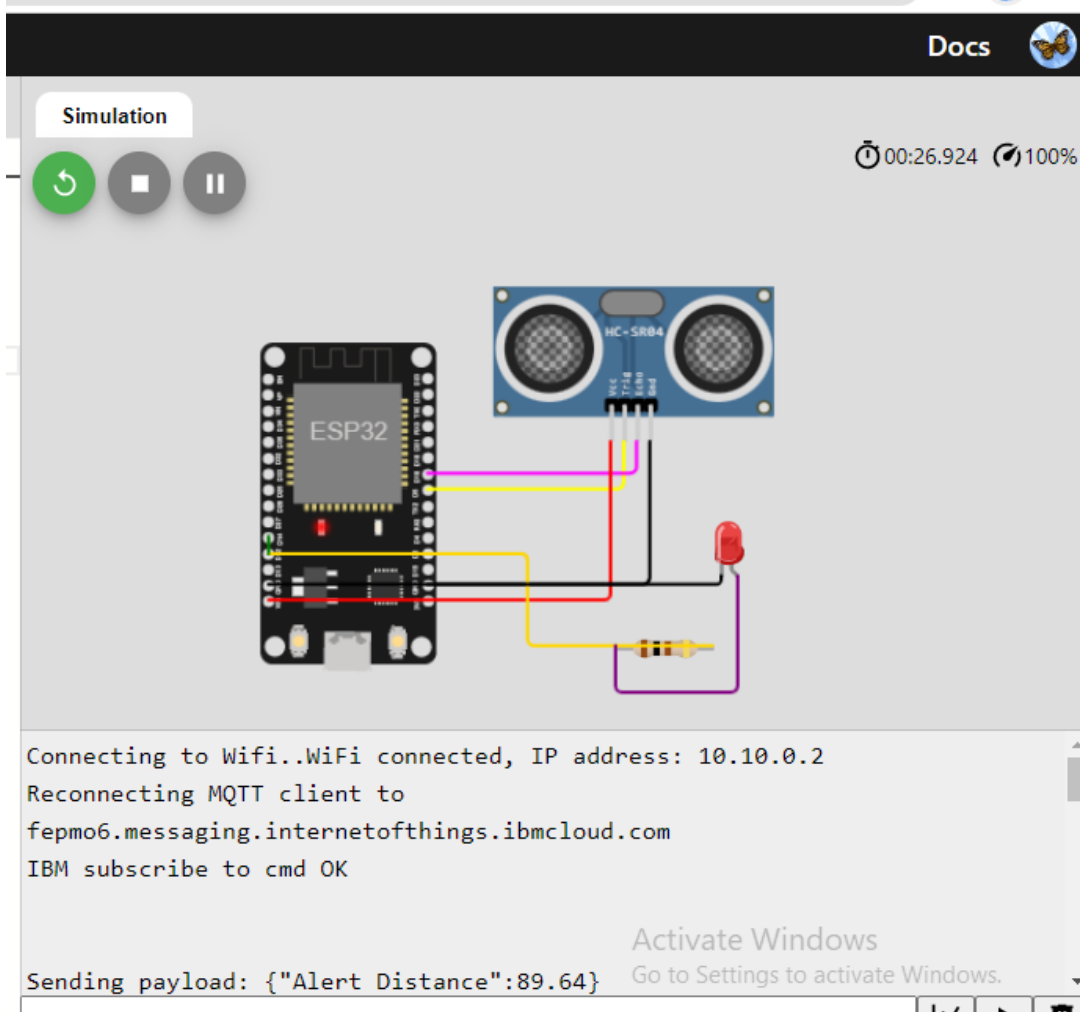 Docs
Simulation
00:26.924 100%
HC-SR04
Vcc
Trig
Echo
Gnd
ESP32
Connecting to Wifi..WiFi connected, IP address: 10.10.0.2
Reconnecting MQTT client to
fepmo6.messaging.internetofthings.ibmcloud.com
IBM subscribe to cmd OK
Activate Windows
Go to Settings to activate Windows.
Sending payload: {"Alert Distance":89.64}